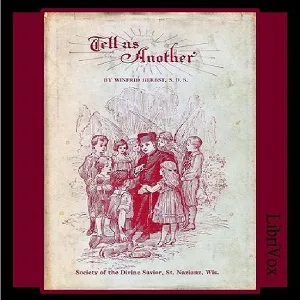 Tell us
Another
BY WINFRID HERBST, S. D. S.
Society of the Divine Savior, St. Nazianz, Wis.
LibriVox